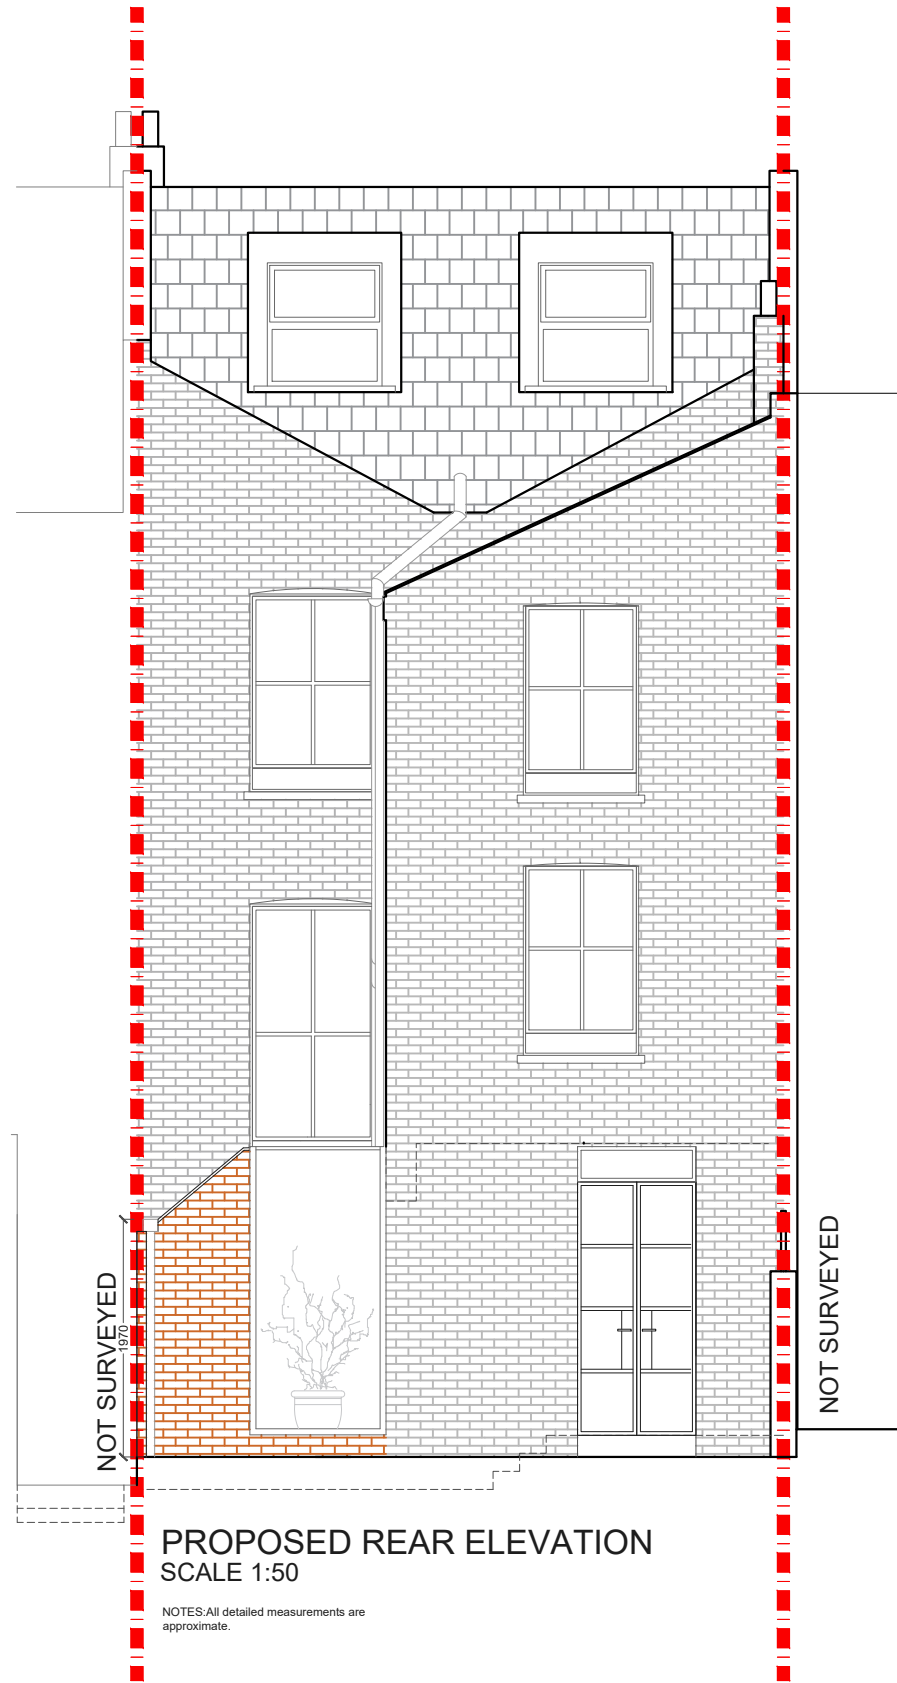 NOT SURVEYED
1970
NOT SURVEYED
PROPOSED REAR ELEVATION
SCALE 1:50
NOTES:All detailed measurements are
approximate.